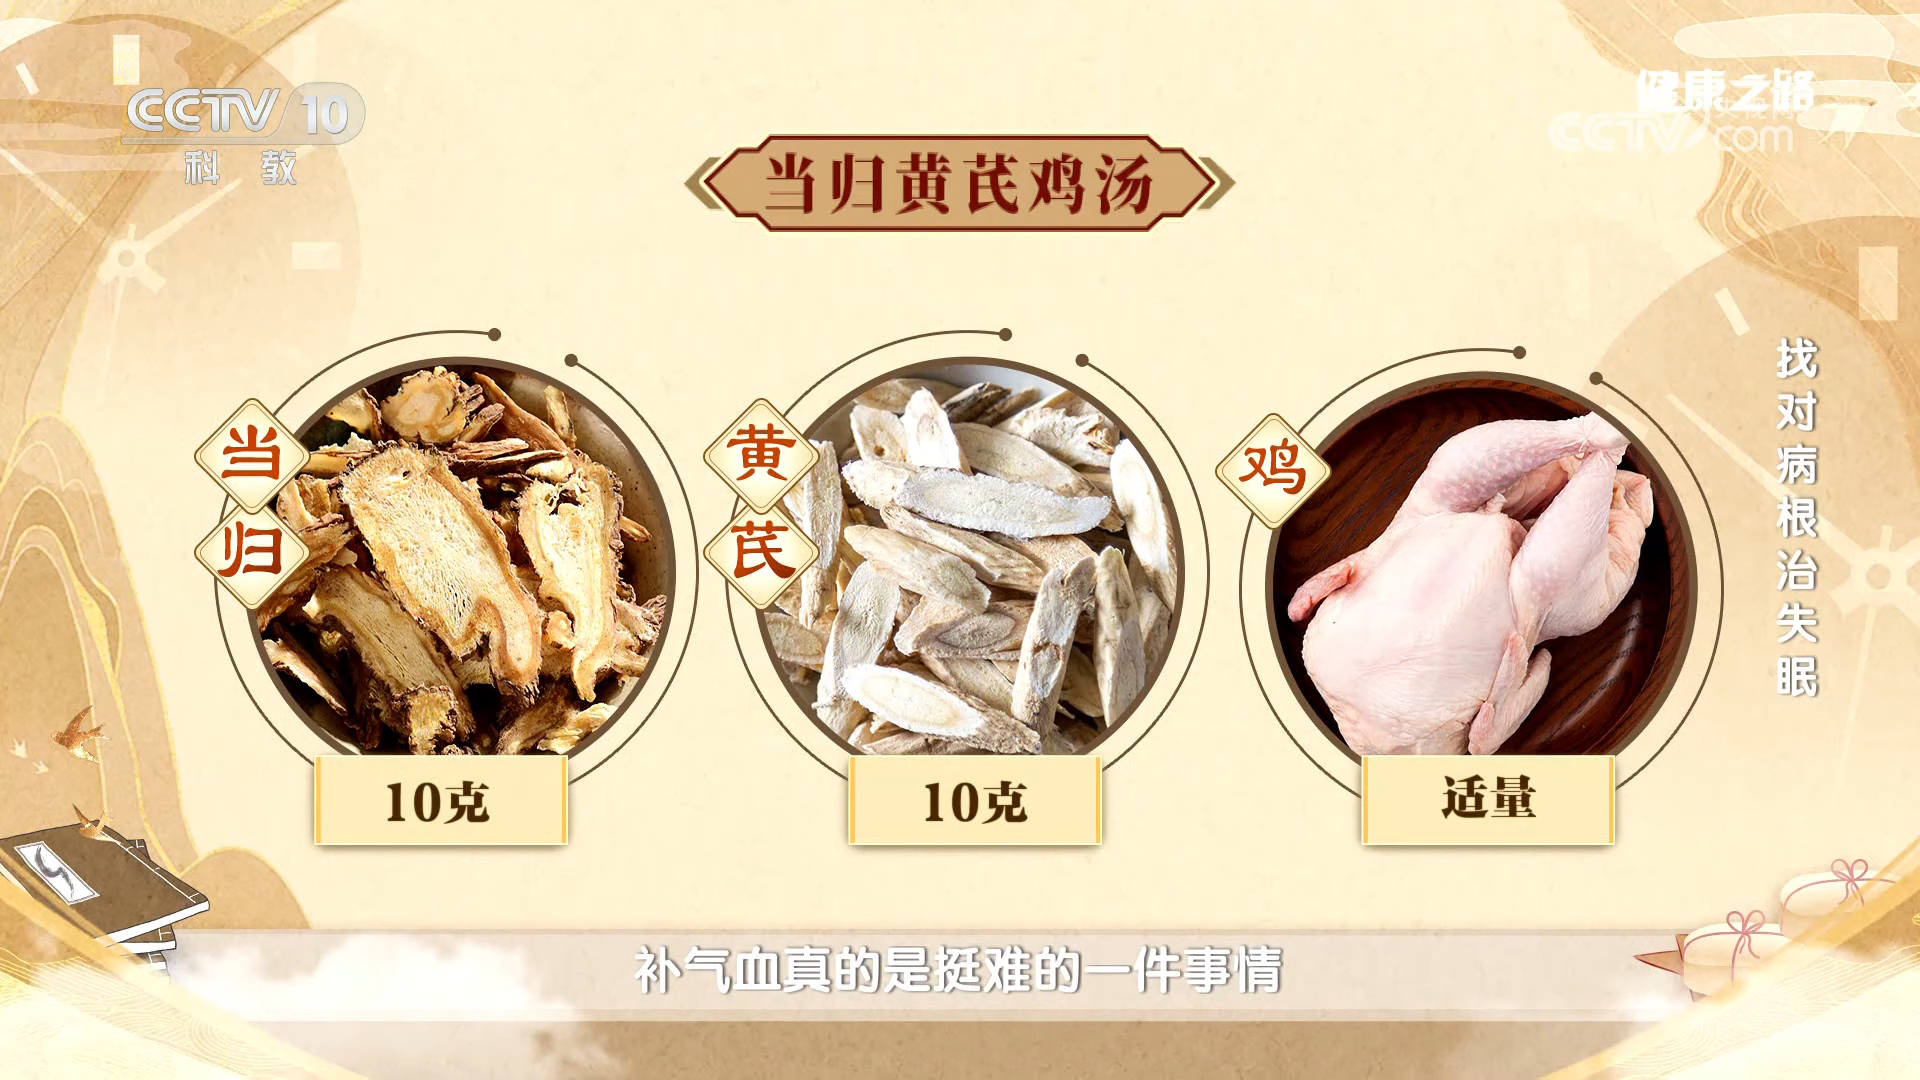 CCTV 10
科 教
健康之路
CCTV.com
当归黄芪鸡汤
当归
黄芪
鸡
10克
10克
适量
找对病根治失眠
补气血真的是挺难的一件事情